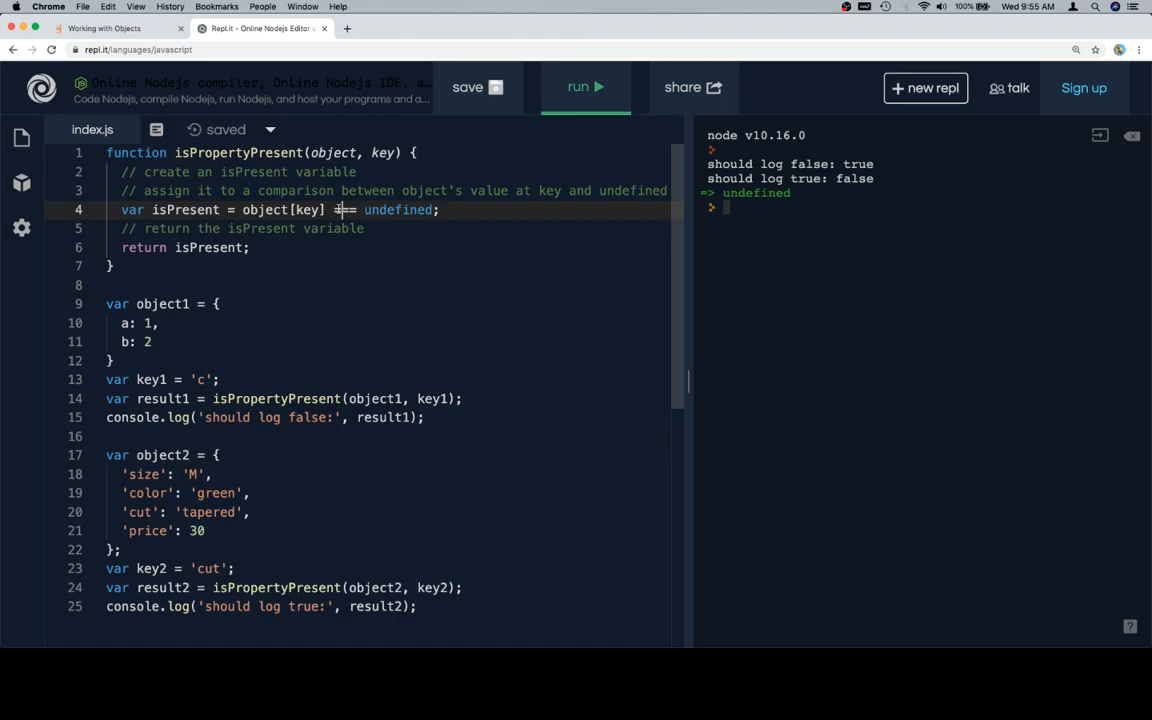 Chrome File Edit View History Bookmarks People Window Help 100% Wed 9:55 AM
Working with Objects × Repl.it - Online Nodejs Editor × +
repl.it/languages/javascript
Online Nodejs compiler, Online Nodejs IDE, a...
Code Nodejs, compile Nodejs, run Nodejs, and host your programs and a...
save run share + new repl talk Sign up
index.js saved
node v10.16.0
1 function isPropertyPresent(object, key) {
2 // create an isPresent variable
3 // assign it to a comparison between object's value at key and undefined
4 var isPresent = object[key] === undefined;
5 // return the isPresent variable
6 return isPresent;
7 }
8
9 var object1 = {
10 a: 1,
11 b: 2
12 }
13 var key1 = 'c';
14 var result1 = isPropertyPresent(object1, key1);
15 console.log('should log false:', result1);
16
17 var object2 = {
18 'size': 'M',
19 'color': 'green',
20 'cut': 'tapered',
21 'price': 30
22 };
23 var key2 = 'cut';
24 var result2 = isPropertyPresent(object2, key2);
25 console.log('should log true:', result2);
should log false: true
should log true: false
=> undefined
?